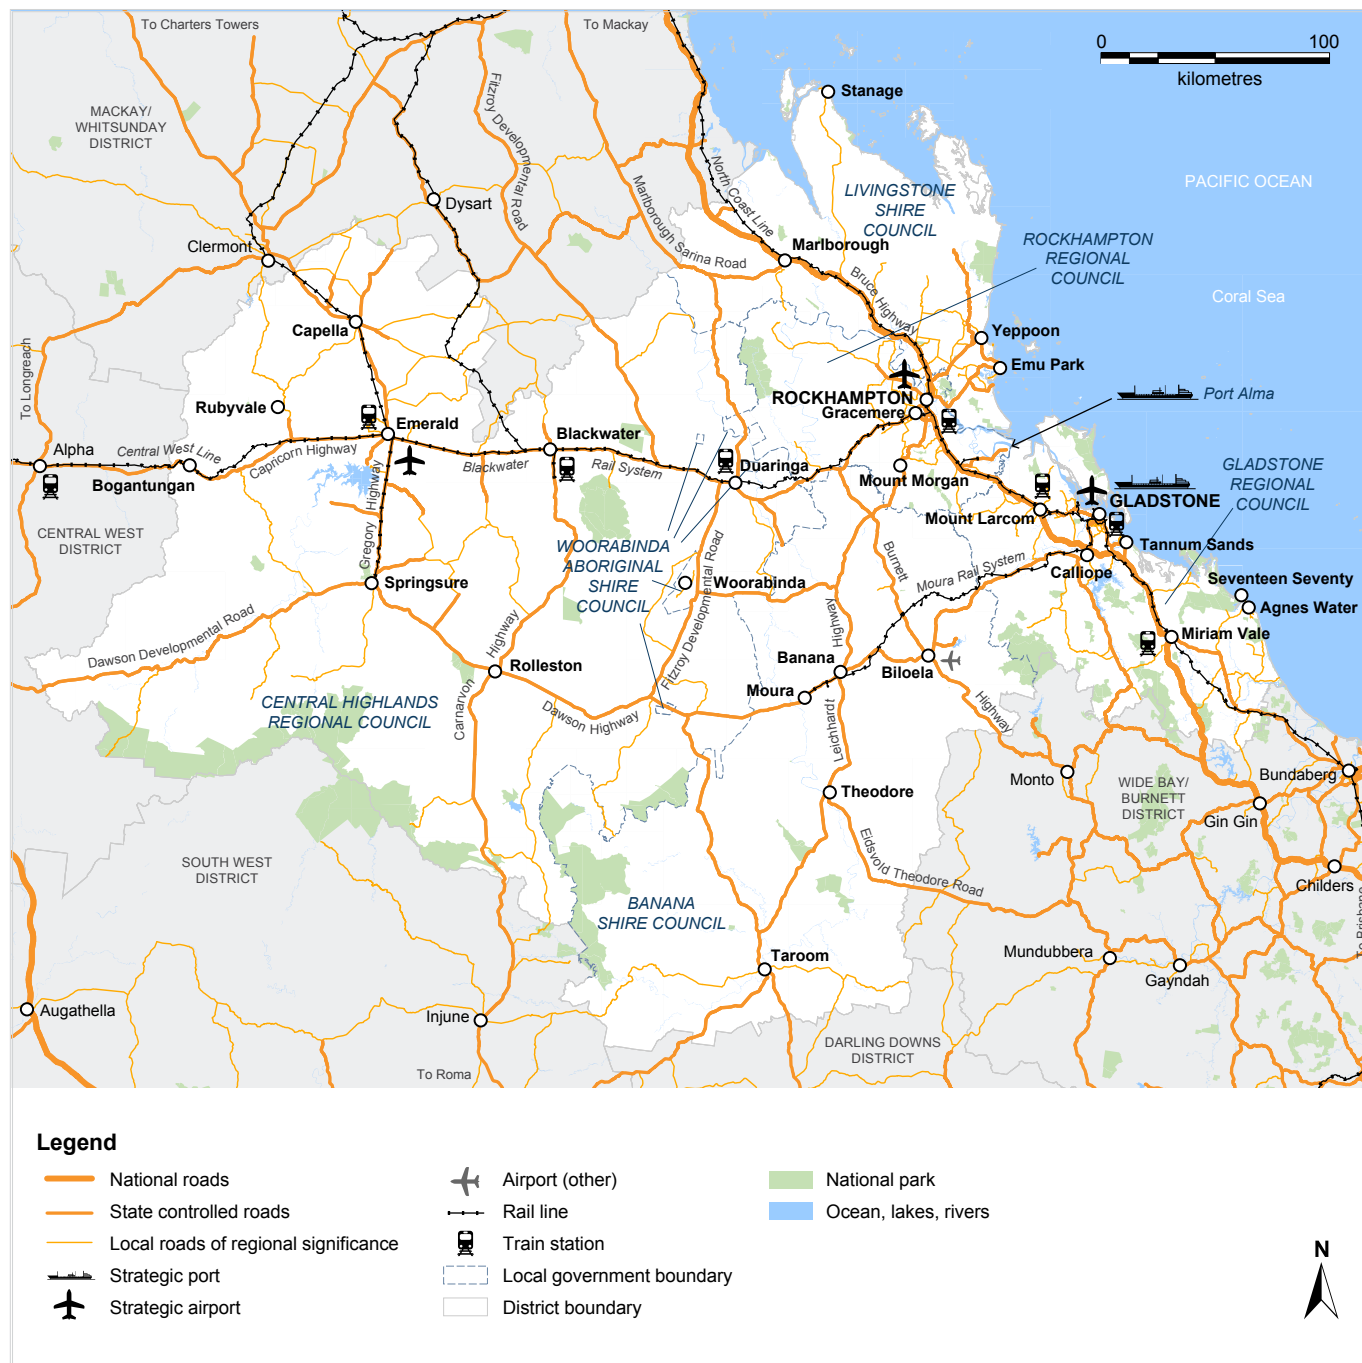 To Charters Towers
To Mackay
0
100
kilometres
Stanage
MACKAY/
WHITSUNDAY
DISTRICT
Fitzroy Developmental Road
North Coast Line
PACIFIC OCEAN
LIVINGSTONE
SHIRE
COUNCIL
Dysart
Marlborough Sarina Road
Clermont
Marlborough
ROCKHAMPTON
REGIONAL
COUNCIL
Bruce Highway
Coral Sea
Capella
Yeppoon
To Longreach
Emu Park
Rubyvale
ROCKHAMPTON
Port Alma
Gracemere
Emerald
Blackwater
Alpha
Central West Line
Capricorn Highway
Blackwater
Rail System
Duaringa
GLADSTONE
REGIONAL
COUNCIL
Bogantungan
Mount Morgan
GLADSTONE
Gregory
Highway
Mount Larcom
CENTRAL WEST
DISTRICT
WOORABINDA
ABORIGINAL
SHIRE
COUNCIL
Tannum Sands
Burnett
Moura Rail System
Calliope
Springsure
Woorabinda
Seventeen Seventy
Agnes Water
Dawson Developmental Road
Highway
Fitzroy Developmental Road
Highway
Miriam Vale
Rolleston
Banana
Biloela
Moura
CENTRAL HIGHLANDS
REGIONAL COUNCIL
Carnarvon
Dawson Highway
Leichhardt
Highway
Monto
Bundaberg
WIDE BAY/
BURNETT
DISTRICT
Theodore
Gin Gin
Eidsvold Theodore Road
SOUTH WEST
DISTRICT
Childers
BANANA
SHIRE COUNCIL
To Brisbane
Taroom
Mundubbera
Gayndah
Augathella
Injune
DARLING DOWNS
DISTRICT
To Roma
Legend
National roads
State controlled roads
Local roads of regional significance
Strategic port
Strategic airport
Airport (other)
Rail line
Train station
Local government boundary
District boundary
National park
Ocean, lakes, rivers
N